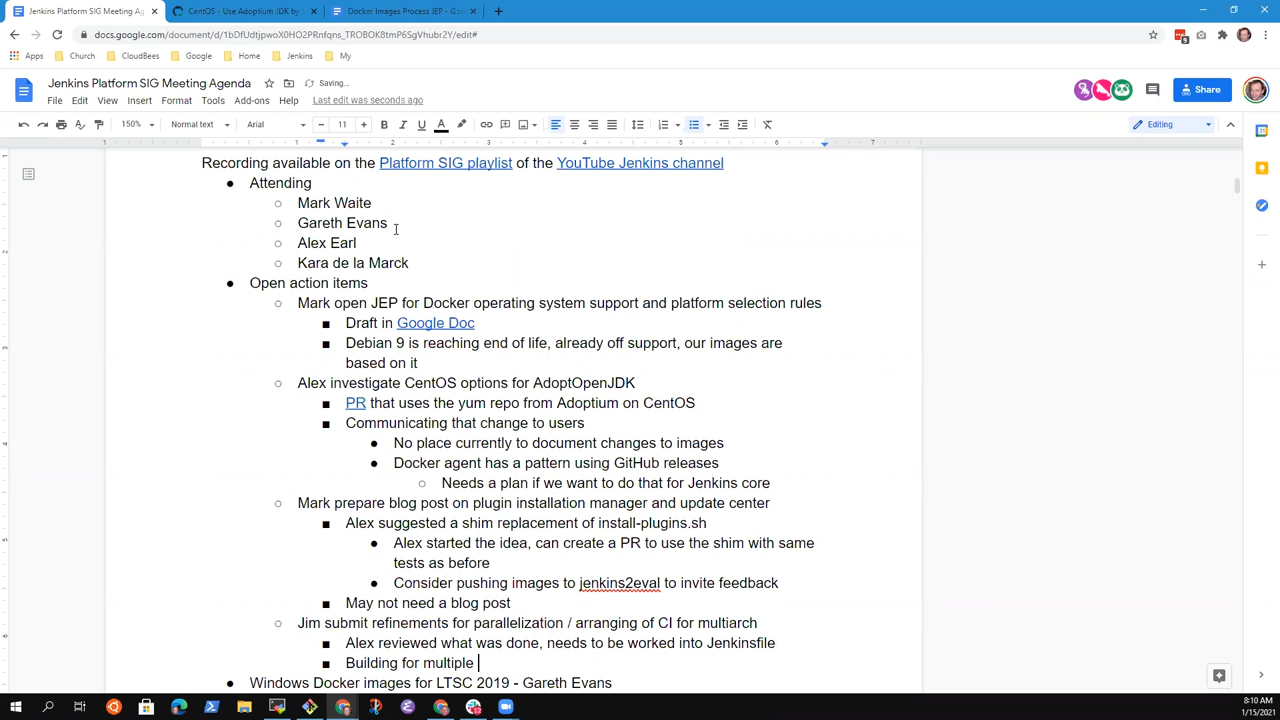 Jenkins Platform SIG Meeting Agenda
CentOS - Use Adoptium JDK by
Docker Images Process JEP - Go
docs.google.com/document/d/1bDfUdtjpwoX0HO2PRnfqns_TROBOK8tmP6SgVhubr2Y/edit#
Apps Church CloudBees Google Home Jenkins My
Jenkins Platform SIG Meeting Agenda Saving...
File Edit View Insert Format Tools Add-ons Help Last edit was seconds ago
Share
150% Normal text Arial 11 Editing
1 1 2 3 4 5 6 7
Recording available on the Platform SIG playlist of the YouTube Jenkins channel
Attending
Mark Waite
Gareth Evans
Alex Earl
Kara de la Marck
Open action items
Mark open JEP for Docker operating system support and platform selection rules
Draft in Google Doc
Debian 9 is reaching end of life, already off support, our images are
based on it
Alex investigate CentOS options for AdoptOpenJDK
PR that uses the yum repo from Adoptium on CentOS
Communicating that change to users
No place currently to document changes to images
Docker agent has a pattern using GitHub releases
Needs a plan if we want to do that for Jenkins core
Mark prepare blog post on plugin installation manager and update center
Alex suggested a shim replacement of install-plugins.sh
Alex started the idea, can create a PR to use the shim with same
tests as before
Consider pushing images to jenkins2eval to invite feedback
May not need a blog post
Jim submit refinements for parallelization / arranging of CI for multiarch
Alex reviewed what was done, needs to be worked into Jenkinsfile
Building for multiple
Windows Docker images for LTSC 2019 - Gareth Evans
8:10 AM
1/15/2021